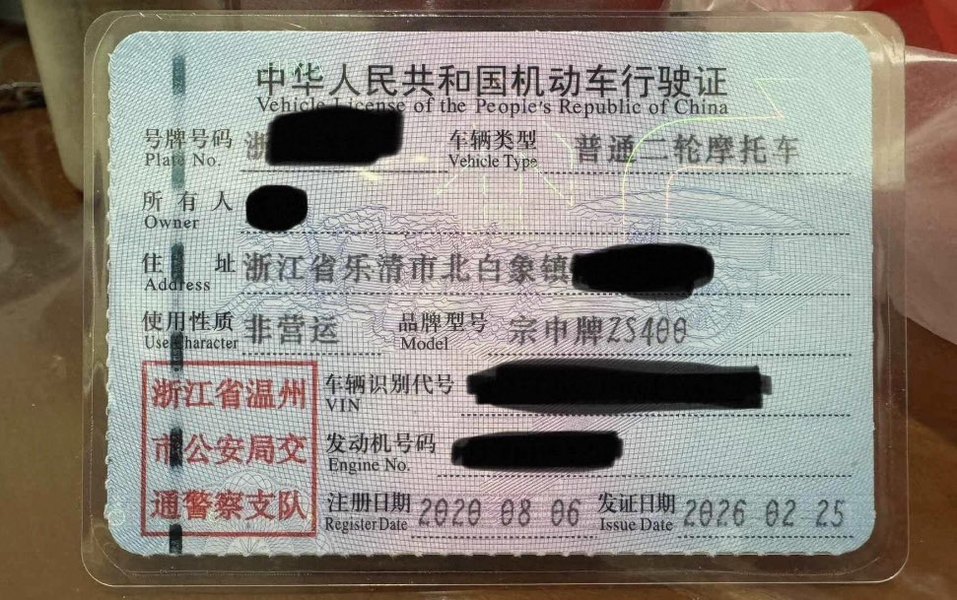 中华人民共和国机动车行驶证
Vehicle License of the People's Republic of China
号牌号码 浙 车辆类型 普通二轮摩托车
Plate No. Vehicle Type
所有人
Owner
住址 浙江省乐清市北白象镇
Address
使用性质 非营运 品牌型号 宗申牌ZS400
Use Character Model
浙江省温州 车辆识别代号
VIN
市公安局交 发动机号码
Engine No.
通警察支队 注册日期 2020 08 06 发证日期 2026 02 25
Register Date Issue Date